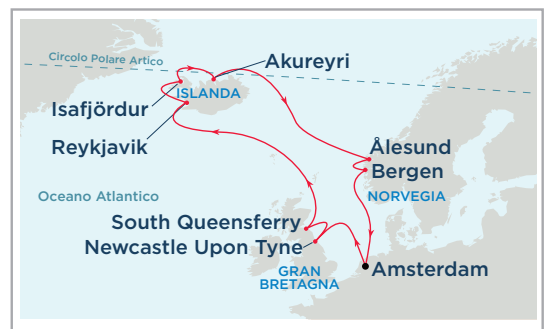 Circolo Polare Artico
Akureyri
ISLANDA
Isafjördur
Reykjavik
Ålesund
Bergen
NORVEGIA
Oceano Atlantico
South Queensferry
Newcastle Upon Tyne
GRAN
BRETAGNA
Amsterdam